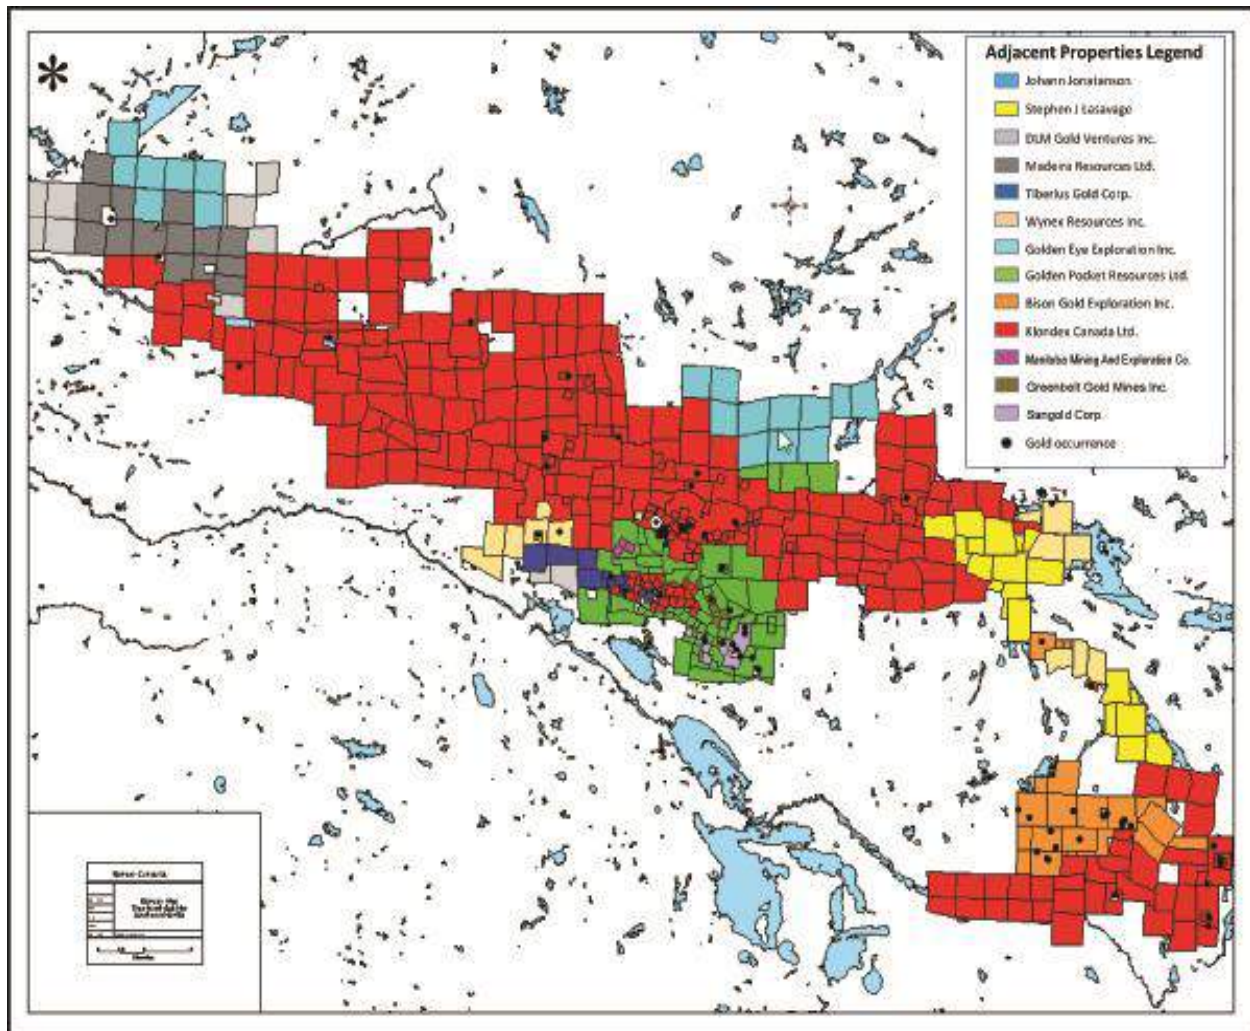 Adjacent Properties Legend
Johann Jonatanson
Stephen J Lesavage
DLM Gold Ventures Inc.
Madeira Resources Ltd.
Tiberius Gold Corp.
Wynex Resources Inc.
Golden Eye Exploration Inc.
Golden Pocket Resources Ltd.
Bison Gold Exploration Inc.
Klondex Canada Ltd.
Manitoba Mining And Exploration Co.
Greenbelt Gold Mines Inc.
Sangold Corp.
Gold occurrence